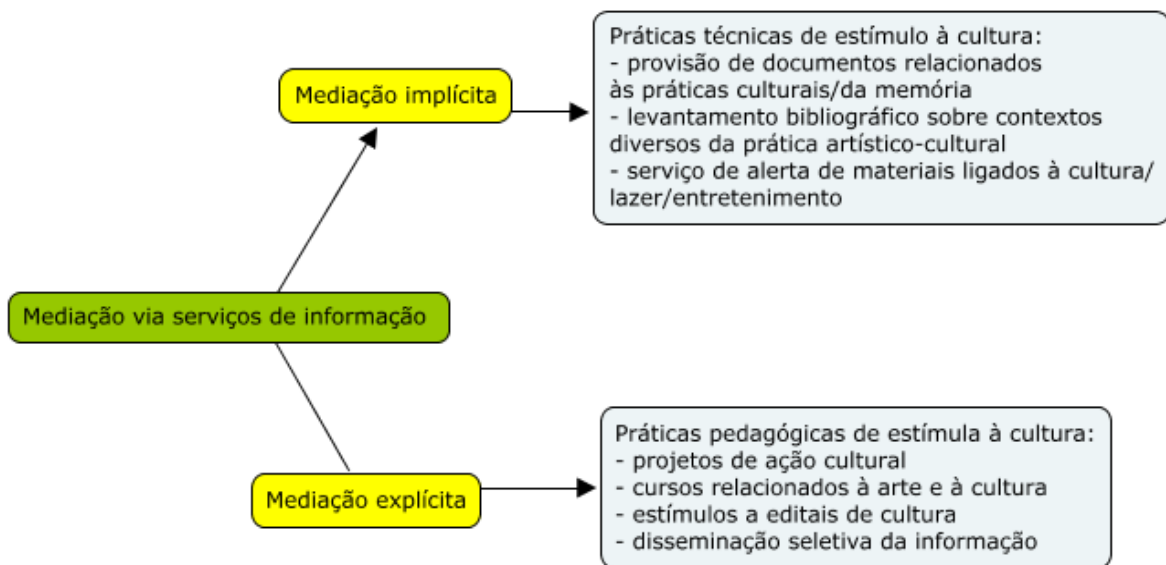 Práticas técnicas de estímulo à cultura:
- provisão de documentos relacionados
às práticas culturais/da memória
- levantamento bibliográfico sobre contextos
diversos da prática artístico-cultural
- serviço de alerta de materiais ligados à cultura/
lazer/entretenimento
Mediação implícita
Mediação via serviços de informação
Mediação explícita
Práticas pedagógicas de estímula à cultura:
- projetos de ação cultural
- cursos relacionados à arte e à cultura
- estímulos a editais de cultura
- disseminação seletiva da informação